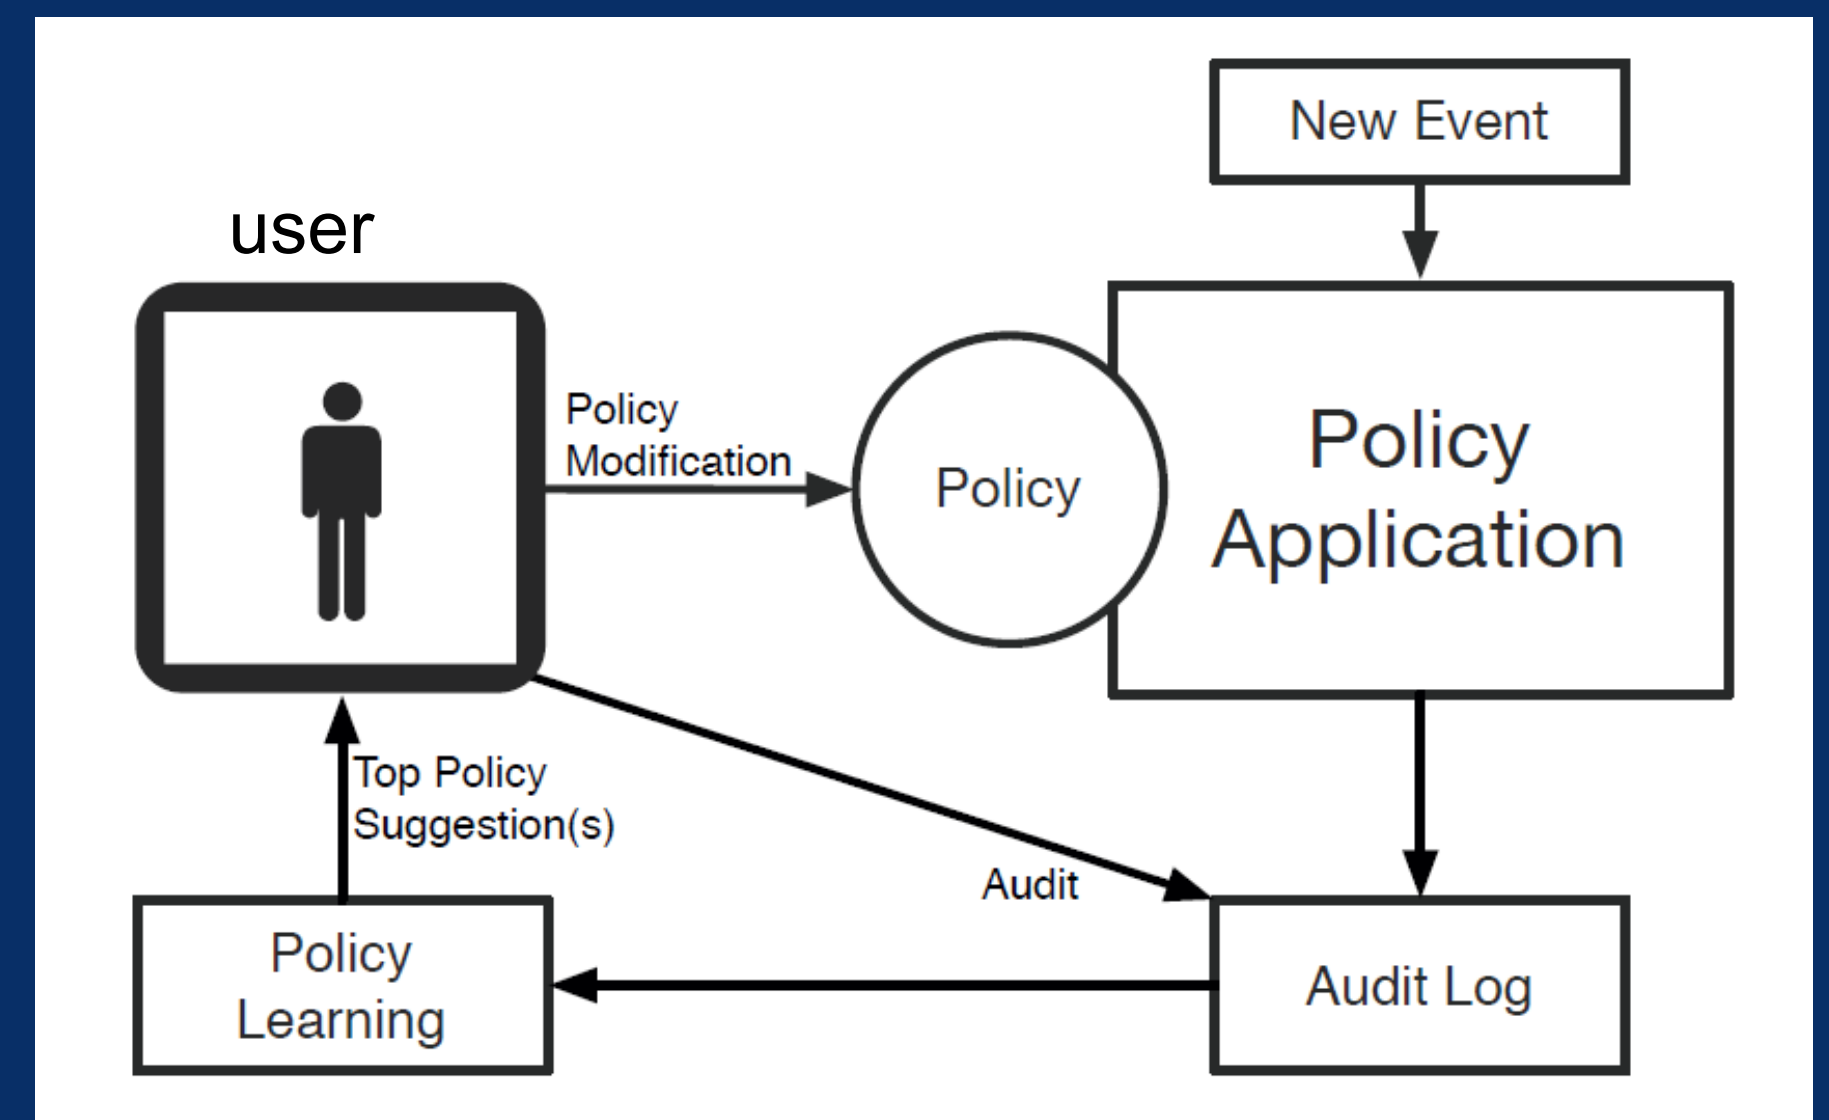 New Event
user
Policy
Modification
Policy
Policy
Application
Top Policy
Suggestion(s)
Audit
Policy
Learning
Audit Log